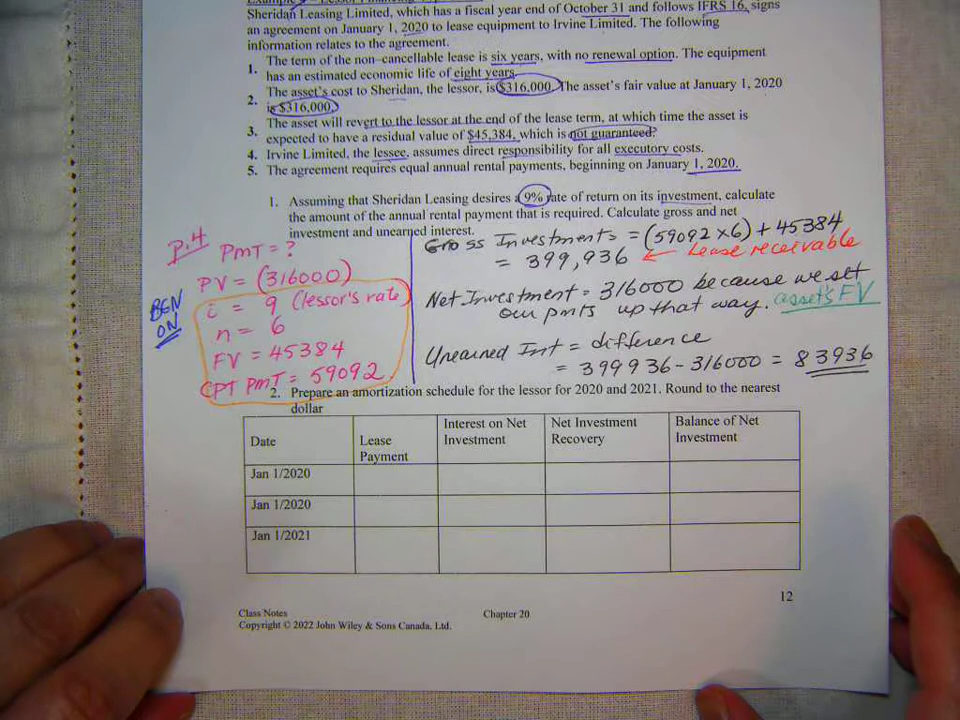 Sheridan Leasing Limited, which has a fiscal year end of October 31 and follows IFRS 16, signs
an agreement on January 1, 2020 to lease equipment to Irvine Limited. The following
information relates to the agreement.
1. The term of the non-cancellable lease is six years, with no renewal option. The equipment
has an estimated economic life of eight years.
2. The asset's cost to Sheridan, the lessor, is $316,000. The asset's fair value at January 1, 2020
is $316,000.
3. The asset will revert to the lessor at the end of the lease term, at which time the asset is
expected to have a residual value of $45,384, which is not guaranteed?
4. Irvine Limited, the lessee, assumes direct responsibility for all executory costs.
5. The agreement requires equal annual rental payments, beginning on January 1, 2020.
1. Assuming that Sheridan Leasing desires a 9% rate of return on its investment, calculate
the amount of the annual rental payment that is required. Calculate gross and net
investment and unearned interest.
P.4
PMT = ?
PV = (316000)
BGN
ON
i = 9 (lessor's rate)
n = 6
FV = 45384
CPT PMT = 59092
Gross Investments = (59092 × 6) + 45384
= 399,936 ← Lease receivable
Net Investment = 316000 because we set
our pmts up that way. asset's FV
Unearned Int = difference
= 399936 - 316000 = 83936
2. Prepare an amortization schedule for the lessor for 2020 and 2021. Round to the nearest
dollar
Date | Lease Payment | Interest on Net Investment | Net Investment Recovery | Balance of Net Investment
Jan 1/2020
Jan 1/2020
Jan 1/2021
12
Class Notes Chapter 20
Copyright © 2022 John Wiley & Sons Canada, Ltd.